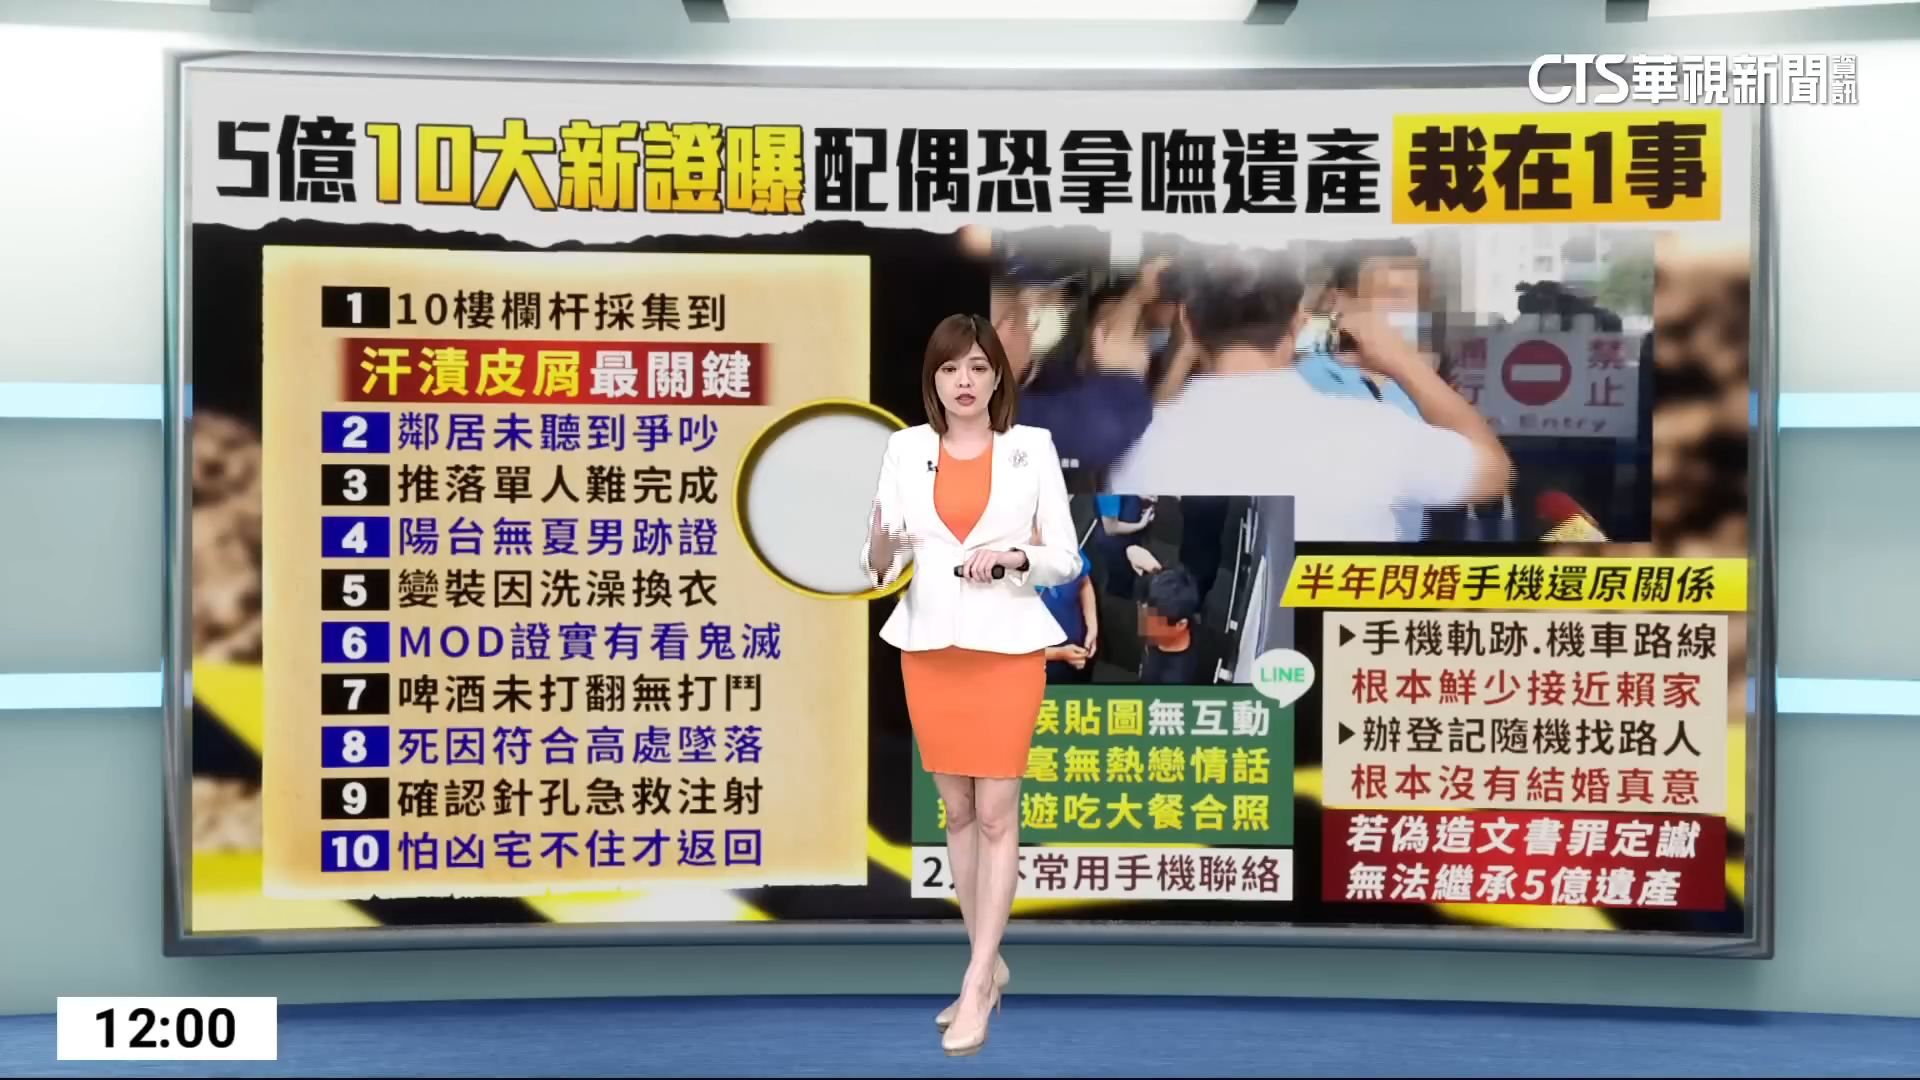 CTS華視新聞資訊
5億10大新證曝 配偶恐拿嘸遺產 栽在1事
1 10樓欄杆採集到
汗漬皮屑最關鍵
2 鄰居未聽到爭吵
3 推落單人難完成
4 陽台無夏男跡證
5 變裝因洗澡換衣
6 MOD證實有看鬼滅
7 啤酒未打翻無打鬥
8 死因符合高處墜落
9 確認針孔急救注射
10 怕凶宅不住才返回
禁止
No Entry
LINE
候貼圖無互動
毫無熱戀情話
遊吃大餐合照
2人不常用手機聯絡
半年閃婚手機還原關係
▶手機軌跡.機車路線
根本鮮少接近賴家
▶辦登記隨機找路人
根本沒有結婚真意
若偽造文書罪定讞
無法繼承5億遺產
12:00